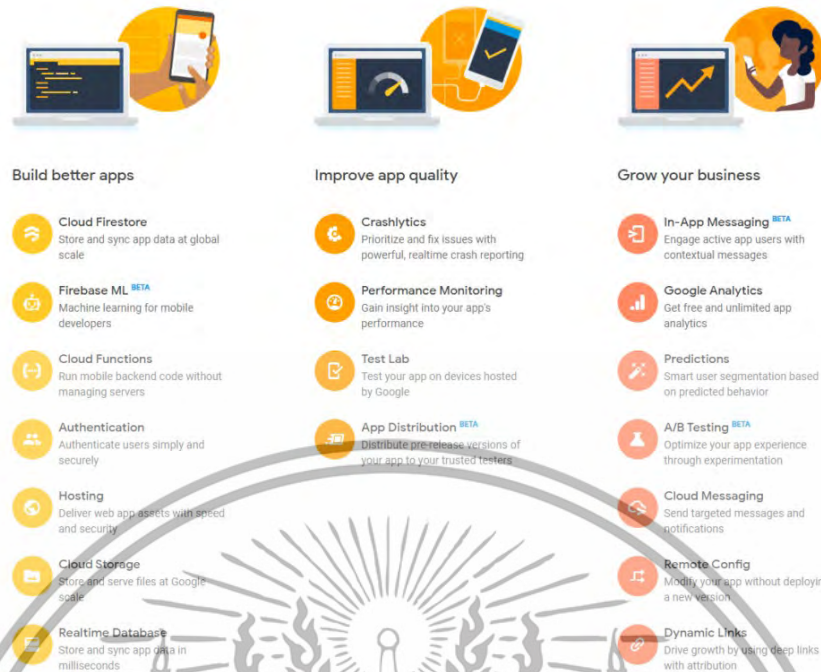 Build better apps
Cloud Firestore
Store and sync app data at global
scale
Firebase ML BETA
Machine learning for mobile
developers
Cloud Functions
Run mobile backend code without
managing servers
Authentication
Authenticate users simply and
securely
Hosting
Deliver web app assets with speed
and security
Cloud Storage
Store and serve files at Google
scale
Realtime Database
Store and sync app data in
milliseconds
Improve app quality
Crashlytics
Prioritize and fix issues with
powerful, realtime crash reporting
Performance Monitoring
Gain insight into your app's
performance
Test Lab
Test your app on devices hosted
by Google
App Distribution BETA
Distribute pre-release versions of
your app to your trusted testers
Grow your business
In-App Messaging BETA
Engage active app users with
contextual messages
Google Analytics
Get free and unlimited app
analytics
Predictions
Smart user segmentation based
on predicted behavior
A/B Testing BETA
Optimize your app experience
through experimentation
Cloud Messaging
Send targeted messages and
notifications
Remote Config
Modify your app without deployin
a new version
Dynamic Links
Drive growth by using deep links
with attribution